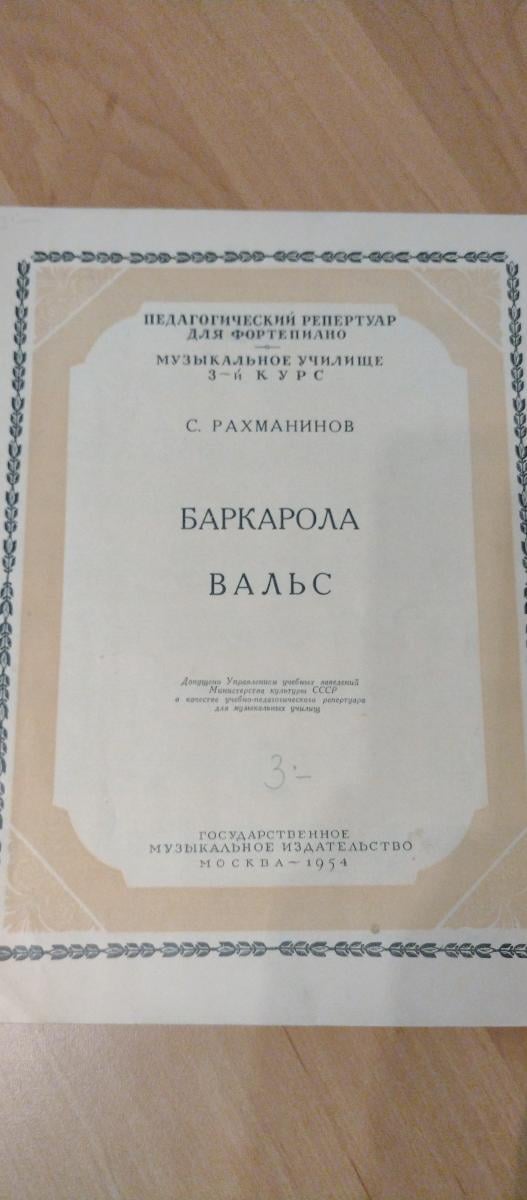 ПЕДАГОГИЧЕСКИЙ РЕПЕРТУАР
ДЛЯ ФОРТЕПИАНО
МУЗЫКАЛЬНОЕ УЧИЛИЩЕ
3-й КУРС
С. РАХМАНИНОВ
БАРКАРОЛА
ВАЛЬС
Допущено Управлением учебных заведений
Министерства культуры СССР
в качестве учебно-педагогического репертуара
для музыкальных училищ
3:-
ГОСУДАРСТВЕННОЕ
МУЗЫКАЛЬНОЕ ИЗДАТЕЛЬСТВО
МОСКВА — 1954